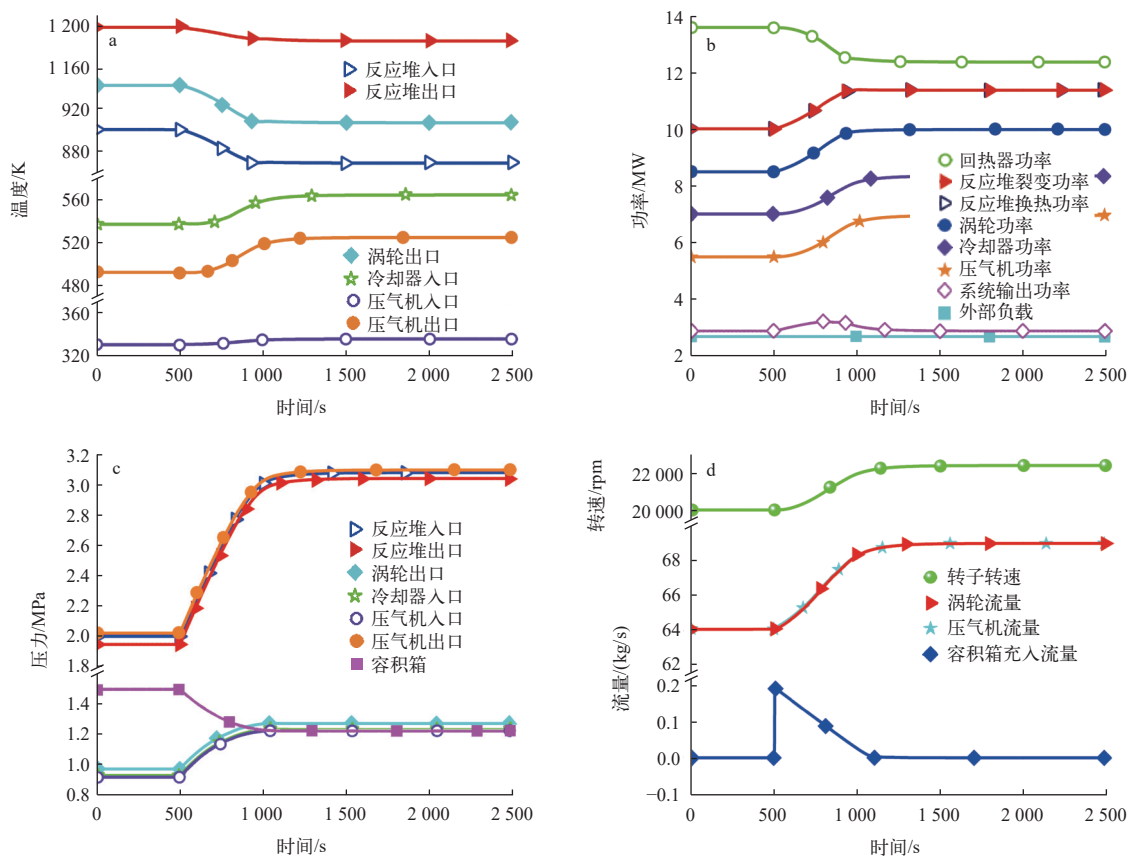 a
1 200
1 160
920
880
560
520
480
360
320
温度/K
反应堆入口
反应堆出口
涡轮出口
冷却器入口
压气机入口
压气机出口
0
500
1 000
1 500
2 000
2 500
时间/s
b
14
12
10
8
6
4
2
功率/MW
回热器功率
反应堆裂变功率
反应堆换热功率
涡轮功率
冷却器功率
压气机功率
系统输出功率
外部负载
0
500
1 000
1 500
2 000
2 500
时间/s
c
3.2
3.0
2.8
2.6
2.4
2.2
2.0
1.8
1.4
1.2
1.0
0.8
压力/MPa
反应堆入口
反应堆出口
涡轮出口
冷却器入口
压气机入口
压气机出口
容积箱
0
500
1 000
1 500
2 000
2 500
时间/s
d
22 000
20 000
68
66
64
62
0.2
0.1
0.0
−0.1
转速/rpm
流量/(kg/s)
转子转速
涡轮流量
压气机流量
容积箱充入流量
0
500
1 000
1 500
2 000
2 500
时间/s